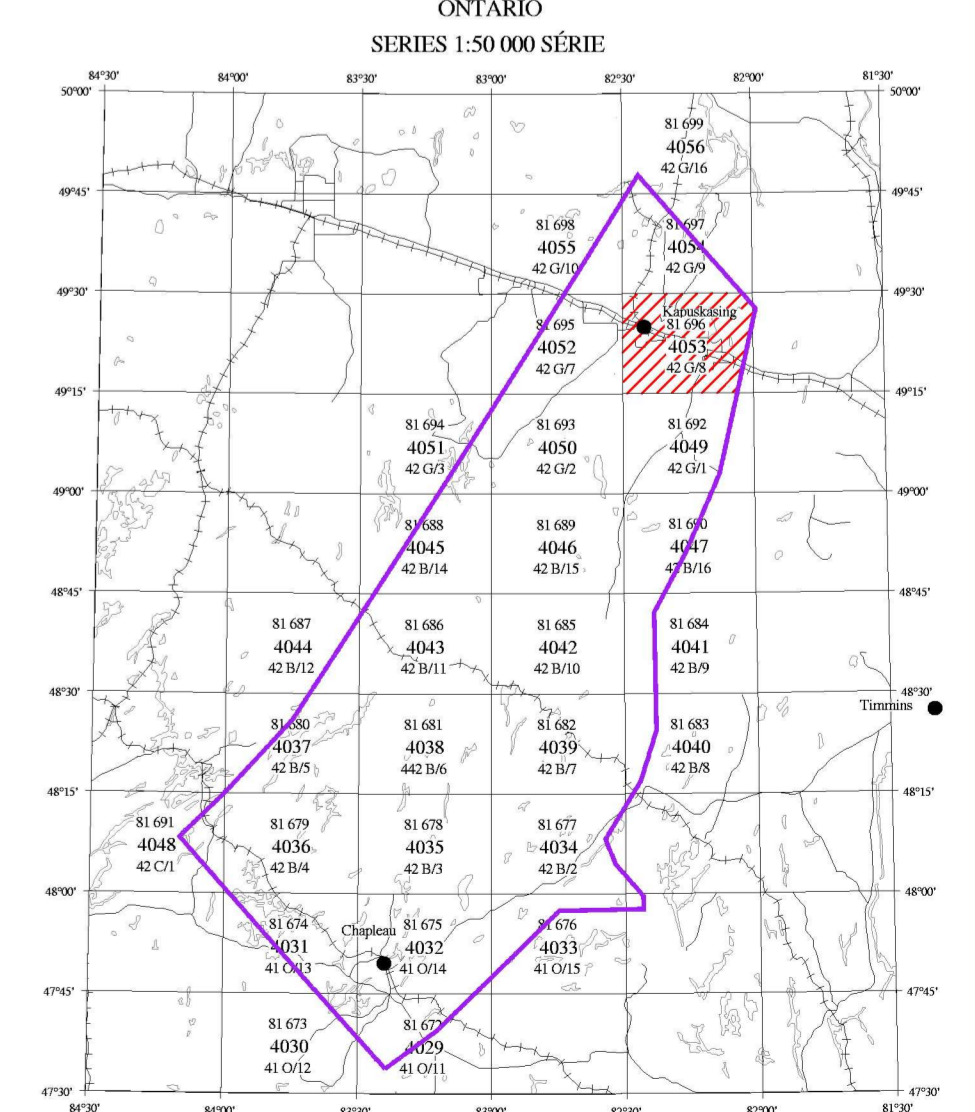 ONTARIO
SERIES 1:50 000 SÉRIE
84°30' 84°00' 83°30' 83°00' 82°30' 82°00' 81°30'
50°00' 50°00'
81 699
4056
42 G/16
49°45' 49°45'
81 698 81 697
4055 4054
42 G/10 42 G/9
49°30' 49°30'
Kapuskasing
81 695 81 696
4052 4053
42 G/7 42 G/8
49°15' 49°15'
81 694 81 693 81 692
4051 4050 4049
42 G/3 42 G/2 42 G/1
49°00' 49°00'
81 688 81 689 81 690
4045 4046 4047
42 B/14 42 B/15 42 B/16
48°45' 48°45'
81 687 81 686 81 685 81 684
4044 4043 4042 4041
42 B/12 42 B/11 42 B/10 42 B/9
48°30' 48°30'
Timmins
81 680 81 681 81 682 81 683
4037 4038 4039 4040
42 B/5 442 B/6 42 B/7 42 B/8
48°15' 48°15'
81 691 81 679 81 678 81 677
4048 4036 4035 4034
42 C/1 42 B/4 42 B/3 42 B/2
48°00' 48°00'
81 674 81 675 81 676
Chapleau
4031 4032 4033
41 O/13 41 O/14 41 O/15
47°45' 47°45'
81 673 81 672
4030 4029
41 O/12 41 O/11
47°30' 47°30'
84°30' 84°00' 83°30' 83°00' 82°30' 82°00' 81°30'